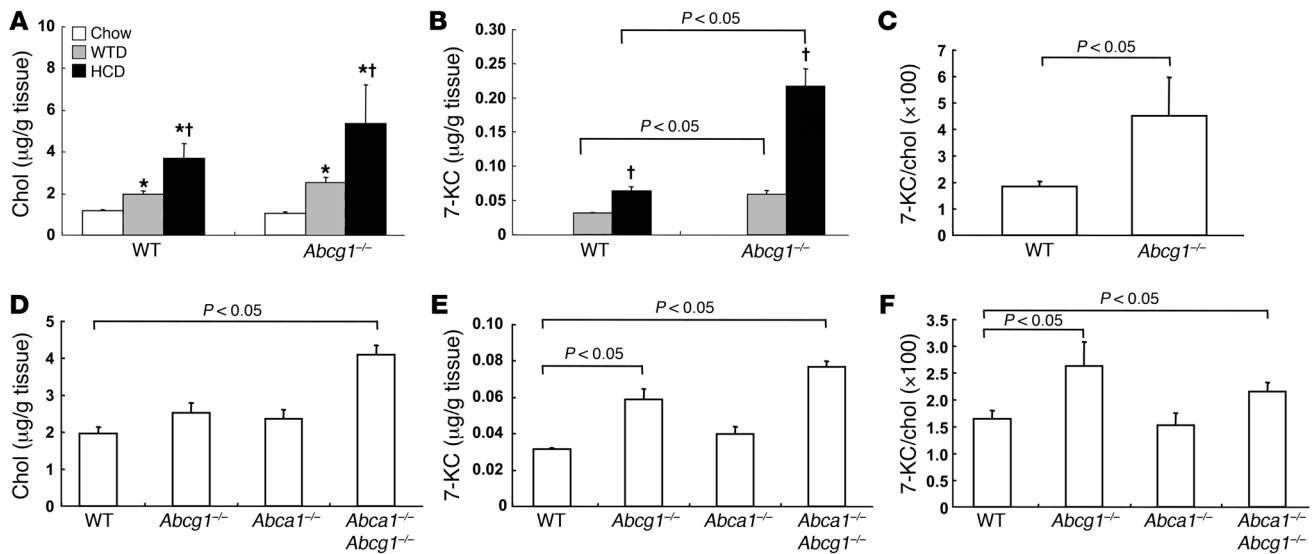 A
Chol (μg/g tissue)
10
8
6
4
2
0
Chow
WTD
HCD
*
*†
*
*†
WT
Abcg1⁻/⁻
B
7-KC (μg/g tissue)
0.30
0.25
0.20
0.15
0.10
0.05
0
P < 0.05
P < 0.05
†
†
WT
Abcg1⁻/⁻
C
7-KC/chol (×100)
7
6
5
4
3
2
1
0
P < 0.05
WT
Abcg1⁻/⁻
D
Chol (μg/g tissue)
5
4
3
2
1
0
P < 0.05
WT
Abcg1⁻/⁻
Abca1⁻/⁻
Abca1⁻/⁻
Abcg1⁻/⁻
E
7-KC (μg/g tissue)
0.10
0.08
0.06
0.04
0.02
0
P < 0.05
P < 0.05
WT
Abcg1⁻/⁻
Abca1⁻/⁻
Abca1⁻/⁻
Abcg1⁻/⁻
F
7-KC/chol (×100)
3.5
3.0
2.5
2.0
1.5
1.0
0.5
0
P < 0.05
P < 0.05
WT
Abcg1⁻/⁻
Abca1⁻/⁻
Abca1⁻/⁻
Abcg1⁻/⁻